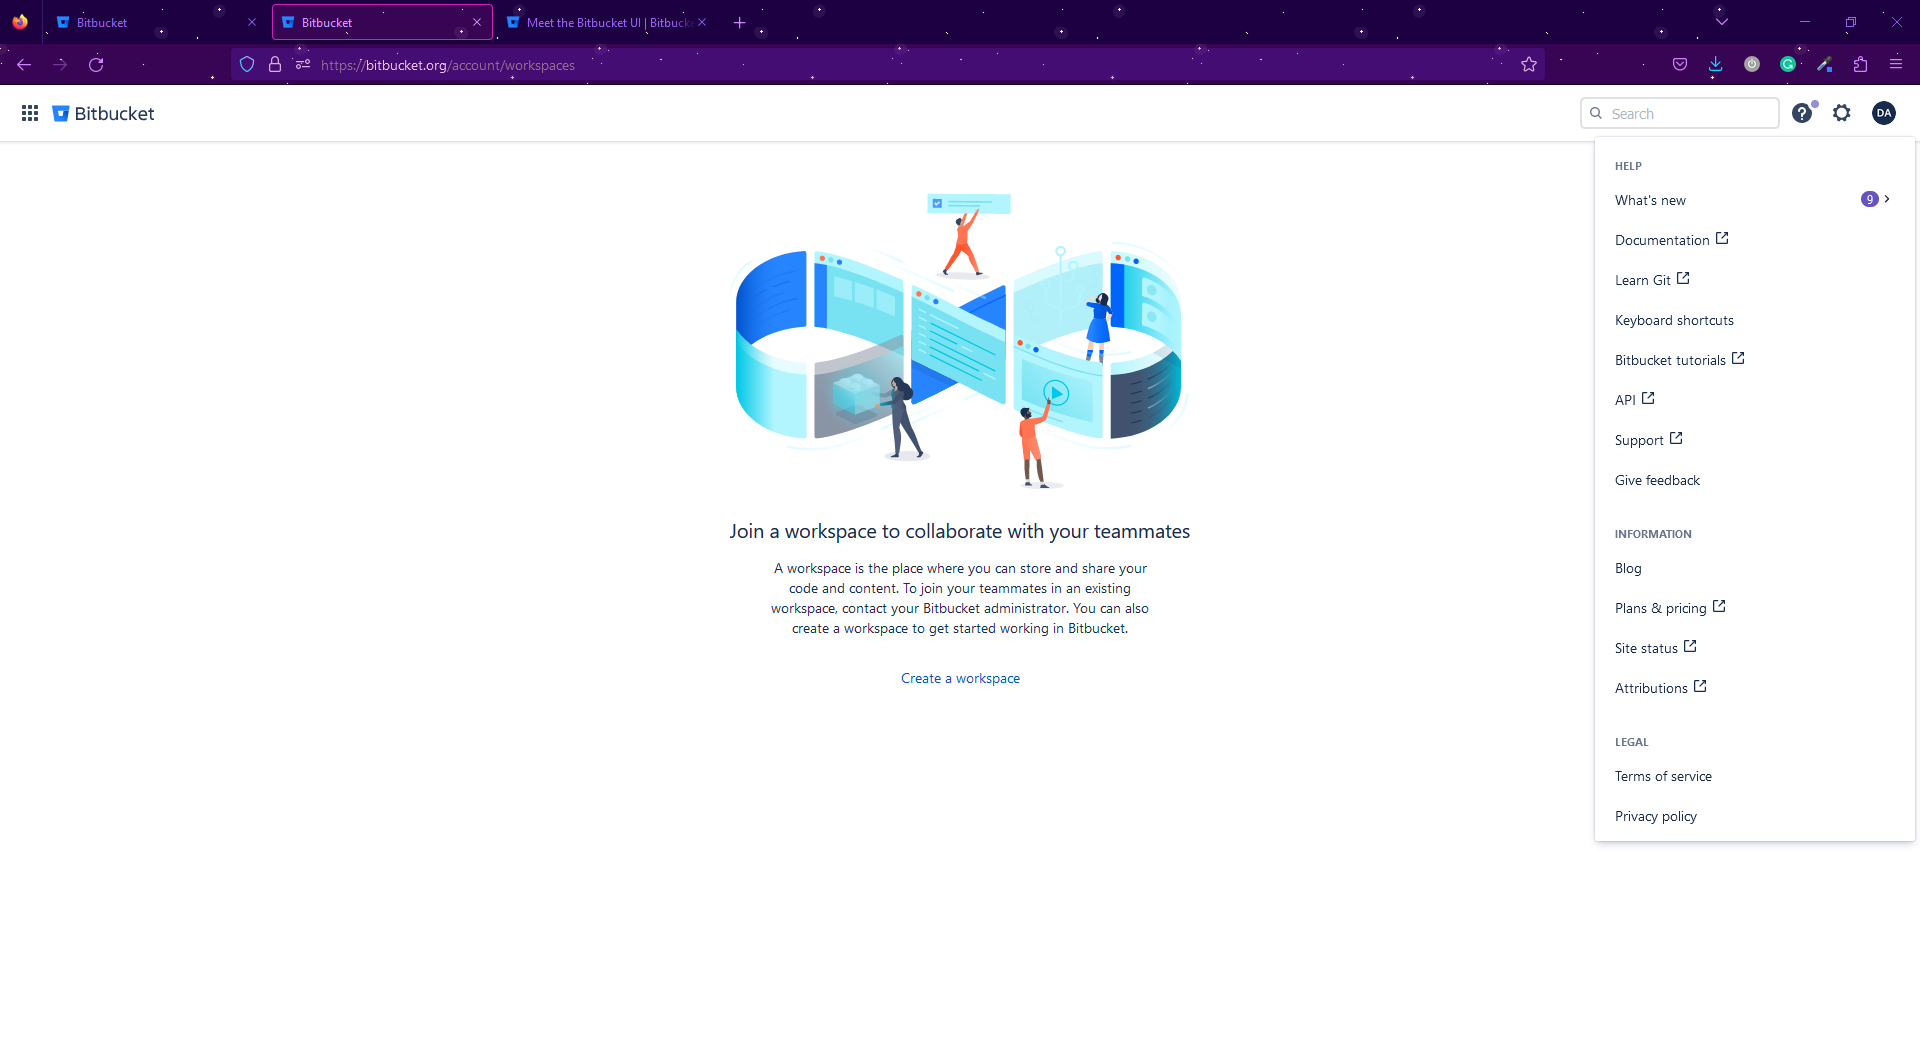 Bitbucket
Bitbucket
Meet the Bitbucket UI | Bitbucke
https://bitbucket.org/account/workspaces
Bitbucket
Search
DA
HELP
What's new 9
Documentation
Learn Git
Keyboard shortcuts
Bitbucket tutorials
API
Support
Give feedback
INFORMATION
Blog
Plans & pricing
Site status
Attributions
LEGAL
Terms of service
Privacy policy
Join a workspace to collaborate with your teammates
A workspace is the place where you can store and share your
code and content. To join your teammates in an existing
workspace, contact your Bitbucket administrator. You can also
create a workspace to get started working in Bitbucket.
Create a workspace